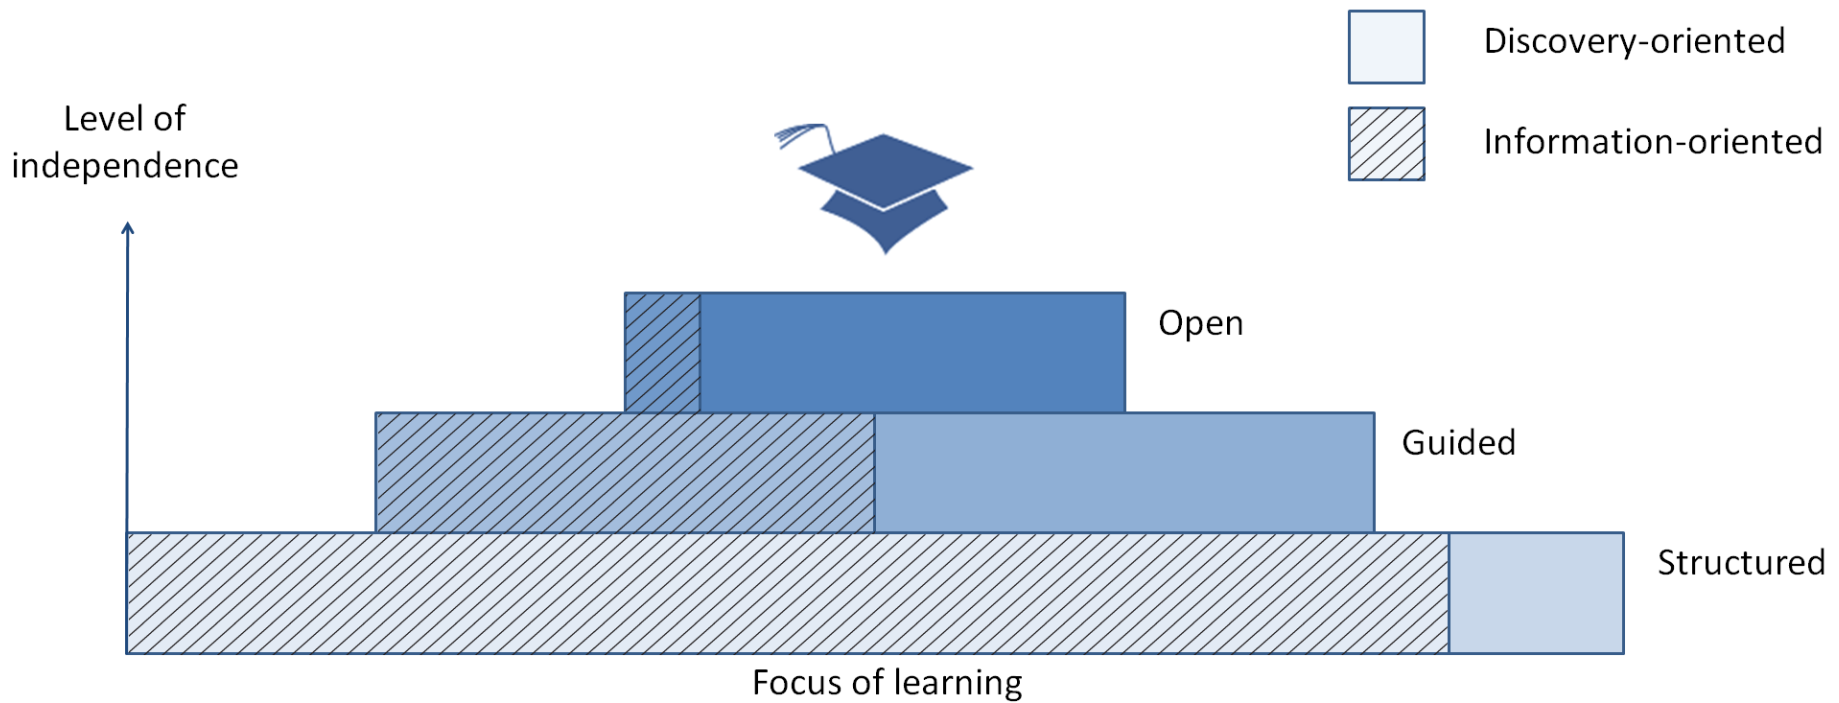 Discovery-oriented
Level of
independence
Information-oriented
Open
Guided
Structured
Focus of learning